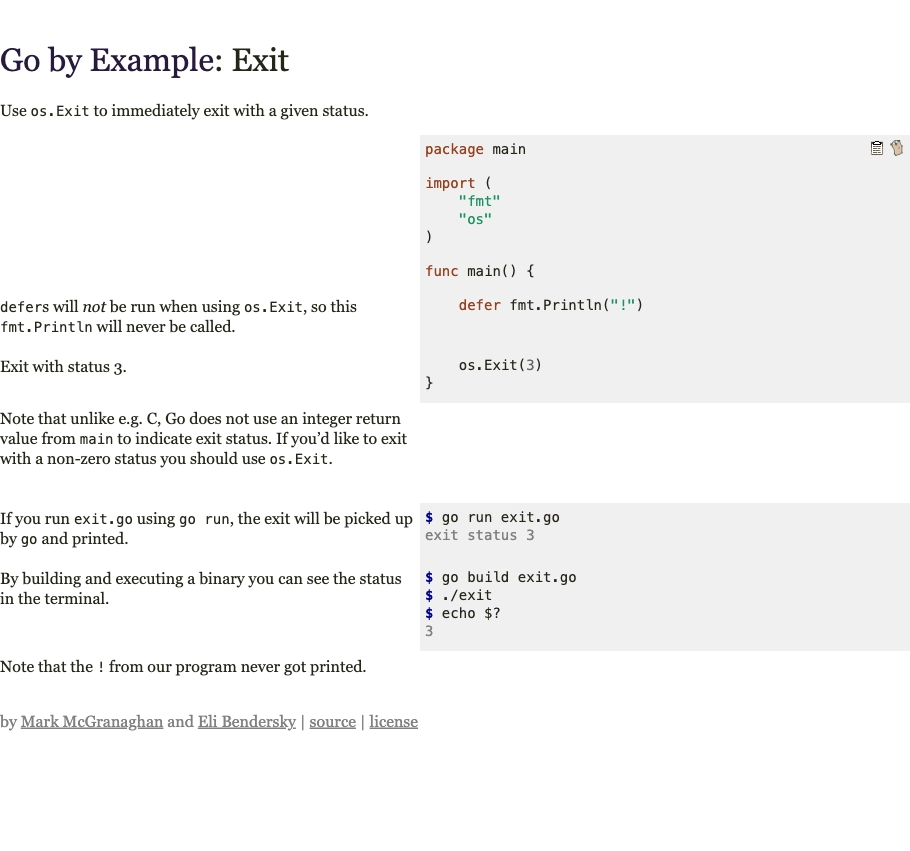 Go by Example: Exit
Use os.Exit to immediately exit with a given status.
package main
import (
"fmt"
"os"
)
func main() {
defers will not be run when using os.Exit, so this
fmt.Println will never be called.
defer fmt.Println("!")
Exit with status 3.
os.Exit(3)
}
Note that unlike e.g. C, Go does not use an integer return
value from main to indicate exit status. If you’d like to exit
with a non-zero status you should use os.Exit.
If you run exit.go using go run, the exit will be picked up
by go and printed.
$ go run exit.go
exit status 3
By building and executing a binary you can see the status
in the terminal.
$ go build exit.go
$ ./exit
$ echo $?
3
Note that the ! from our program never got printed.
by Mark McGranaghan and Eli Bendersky | source | license